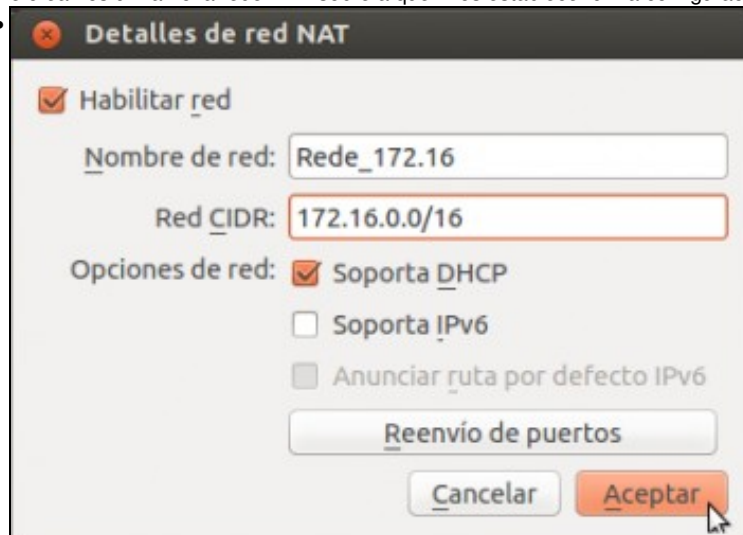 Detalles de red NAT
Habilitar red
Nombre de red: Rede_172.16
Red CIDR: 172.16.0.0/16
Opciones de red: Soporta DHCP
Soporta IPv6
Anunciar ruta por defecto IPv6
Reenvío de puertos
Cancelar Aceptar